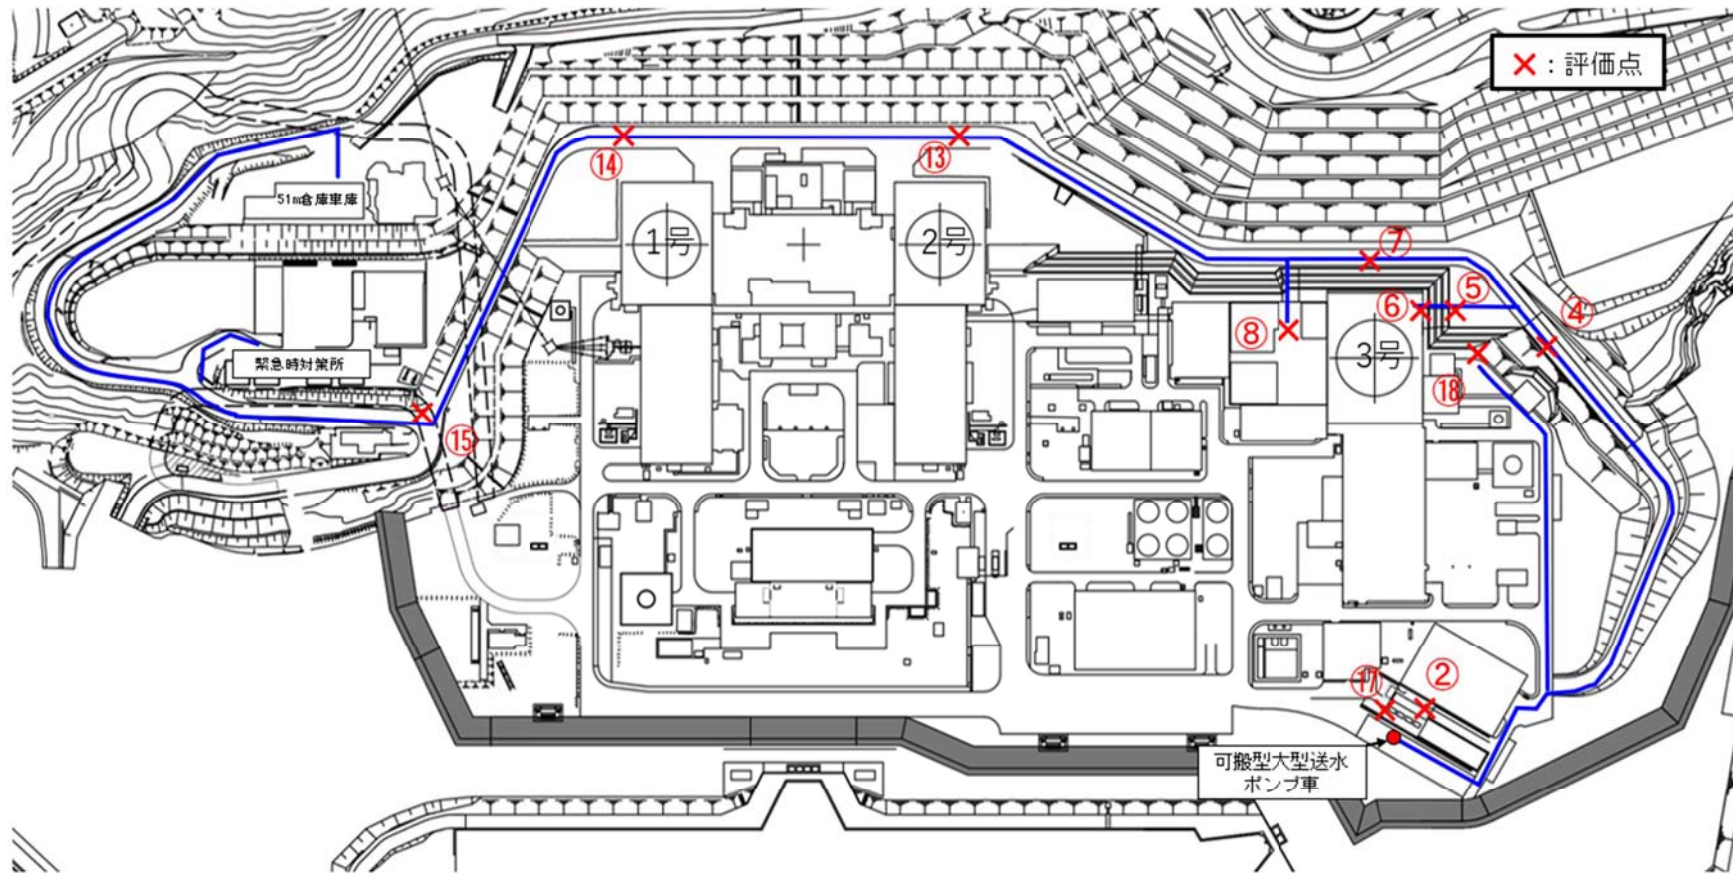 ×：評価点
⑭
⑬
51m倉庫車庫
1号
2号
⑦
⑥
⑤
④
⑧
3号
緊急時対策所
⑱
⑮
⑰
②
可搬型大型送水
ポンプ車